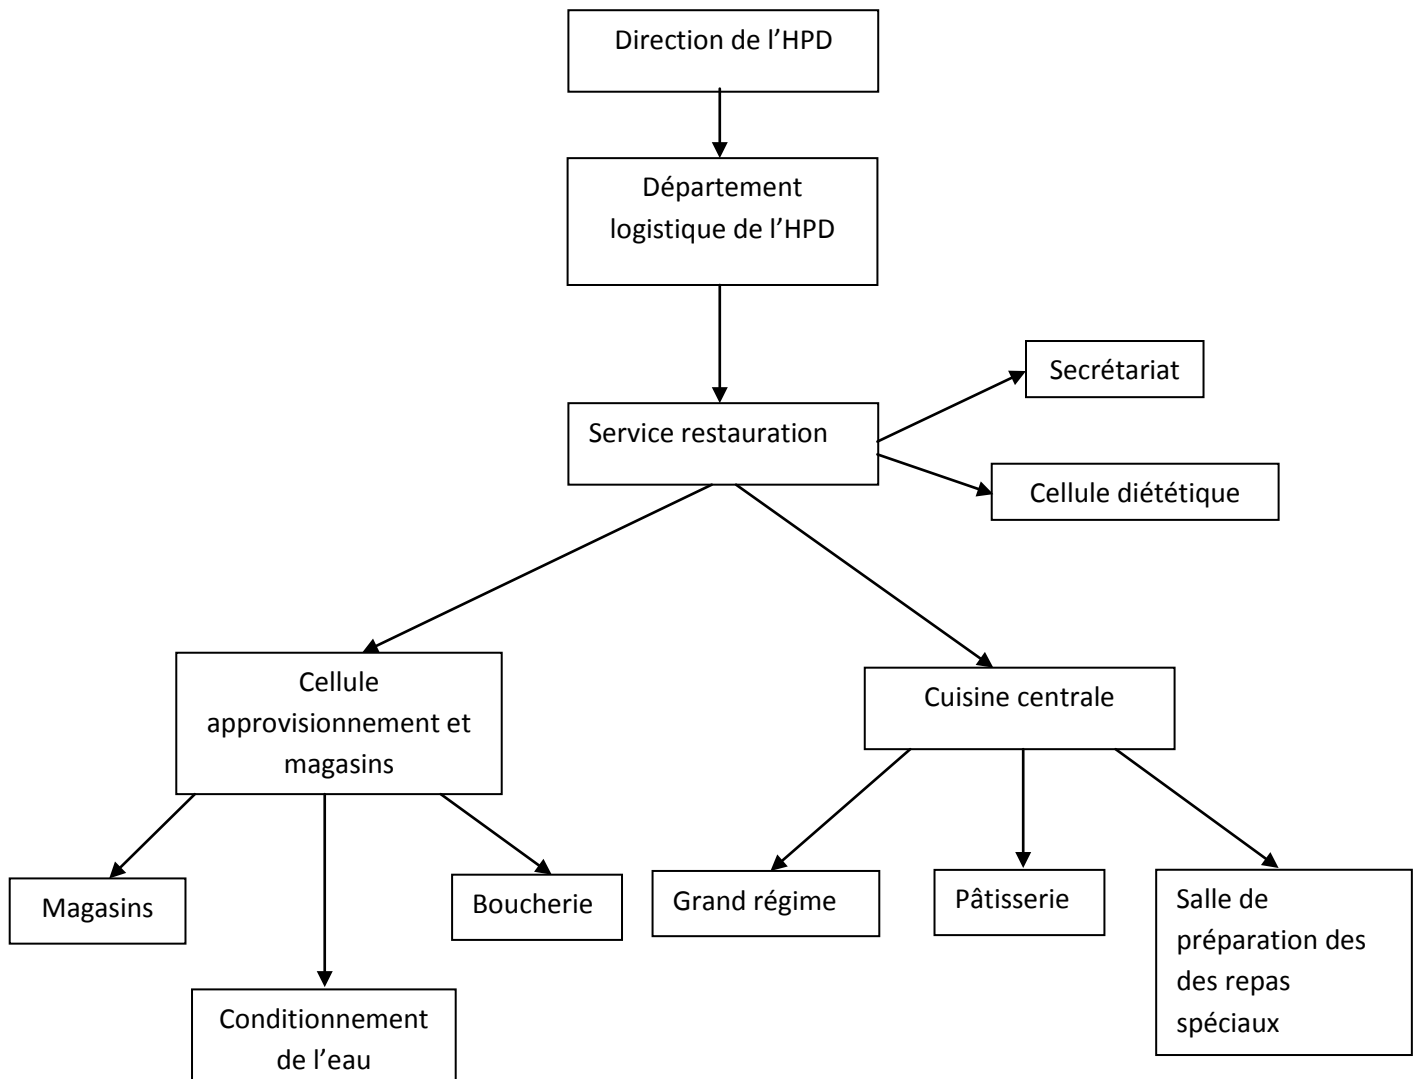 Direction de l’HPD
Département
logistique de l’HPD
Service restauration
Secrétariat
Cellule diététique
Cellule
approvisionnement et
magasins
Cuisine centrale
Magasins
Conditionnement
de l’eau
Boucherie
Grand régime
Pâtisserie
Salle de
préparation des
des repas
spéciaux